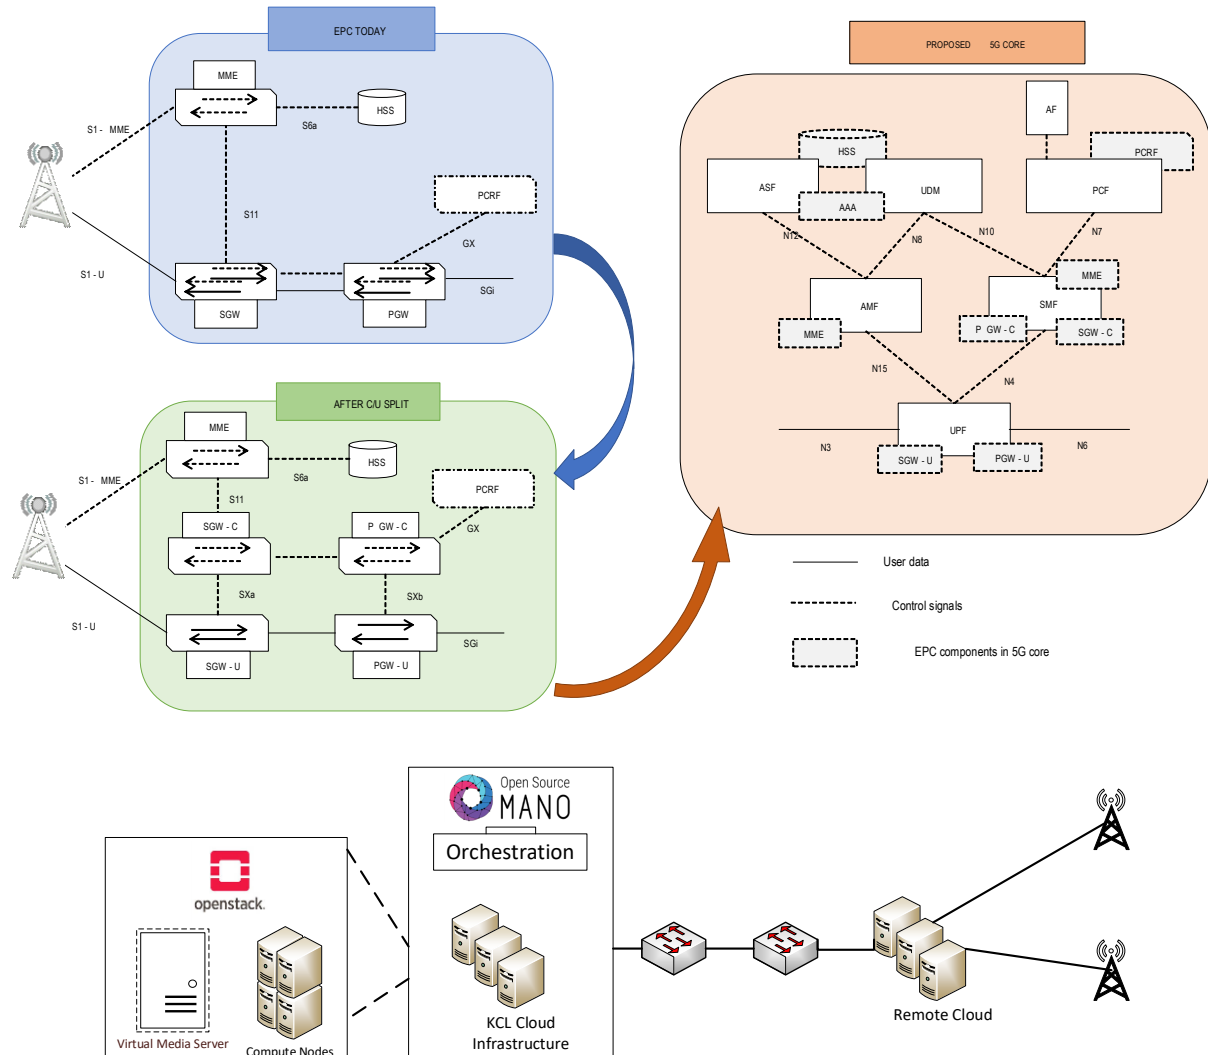 EPC TODAY
MME
S1 - MME
S6a
HSS
S11
PCRF
GX
S1 - U
SGi
SGW
PGW
AFTER C/U SPLIT
MME
S1 - MME
S6a
HSS
S11
PCRF
SGW - C
P GW - C
GX
SXa
SXb
S1 - U
SGi
SGW - U
PGW - U
PROPOSED 5G CORE
AF
HSS
PCRF
ASF
UDM
PCF
AAA
N12
N8
N10
N7
MME
AMF
SMF
MME
P GW - C
SGW - C
N15
N4
UPF
N3
N6
SGW - U
PGW - U
User data
Control signals
EPC components in 5G core
Open Source
MANO
Orchestration
openstack.
KCL Cloud
Infrastructure
Remote Cloud
Virtual Media Server
Compute Nodes